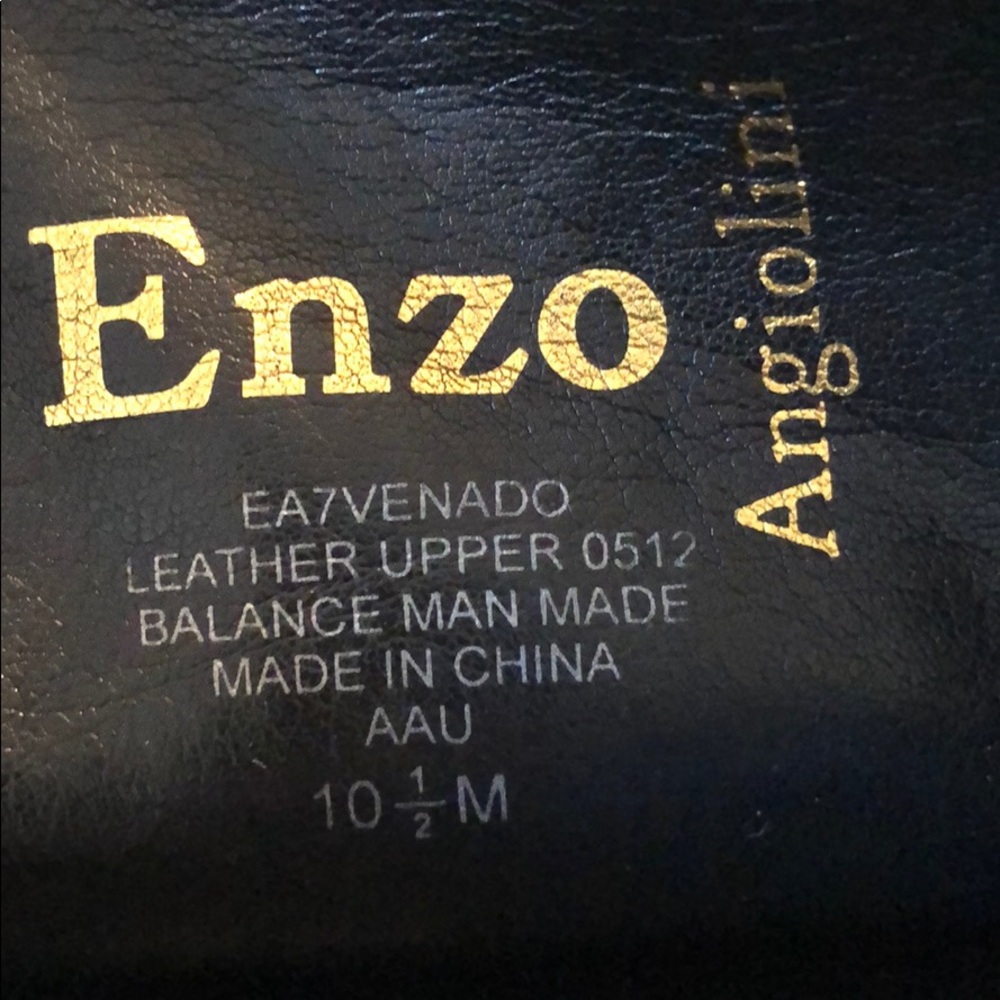 Enzo
Angiolini
EA7VENADO
LEATHER UPPER 0512
BALANCE MAN MADE
MADE IN CHINA
AAU
10 1/2 M